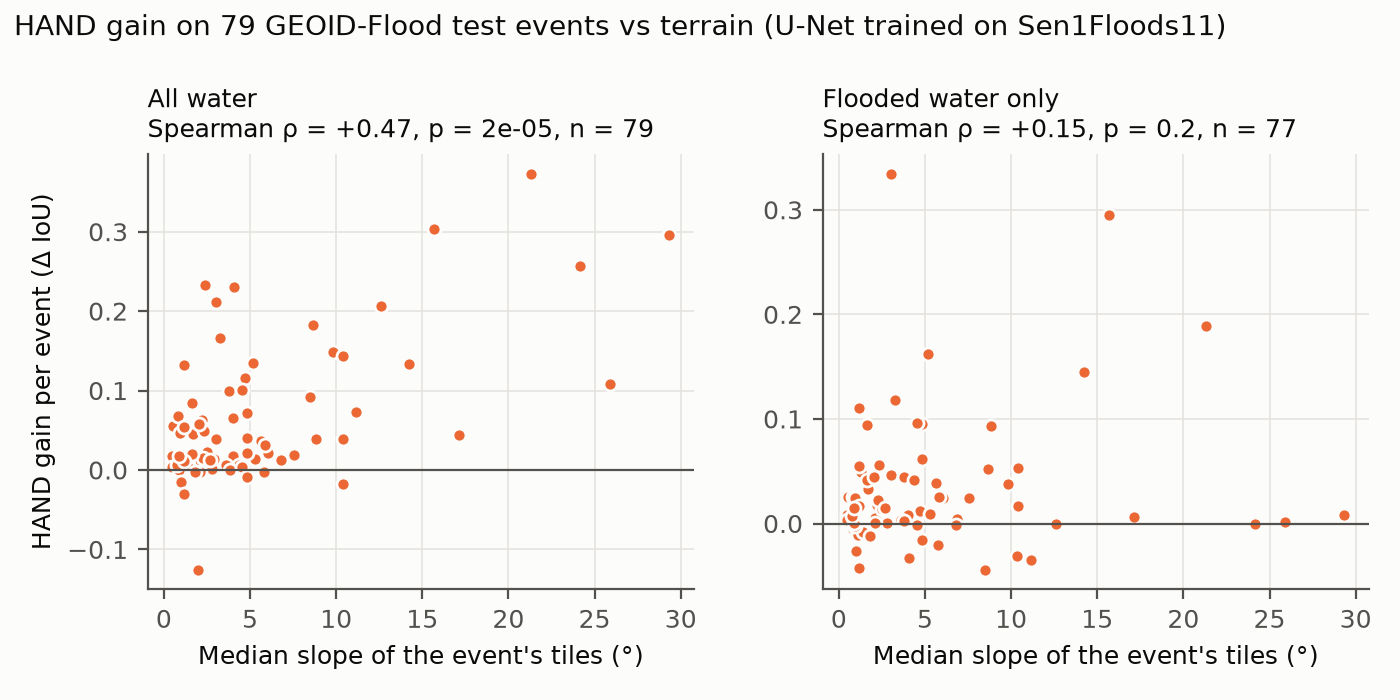 HAND gain on 79 GEOID-Flood test events vs terrain (U-Net trained on Sen1Floods11)
All water
Spearman ρ = +0.47, p = 2e-05, n = 79
HAND gain per event (Δ IoU)
0.3
0.2
0.1
0.0
−0.1
0 5 10 15 20 25 30
Median slope of the event's tiles (°)
Flooded water only
Spearman ρ = +0.15, p = 0.2, n = 77
0.3
0.2
0.1
0.0
0 5 10 15 20 25 30
Median slope of the event's tiles (°)